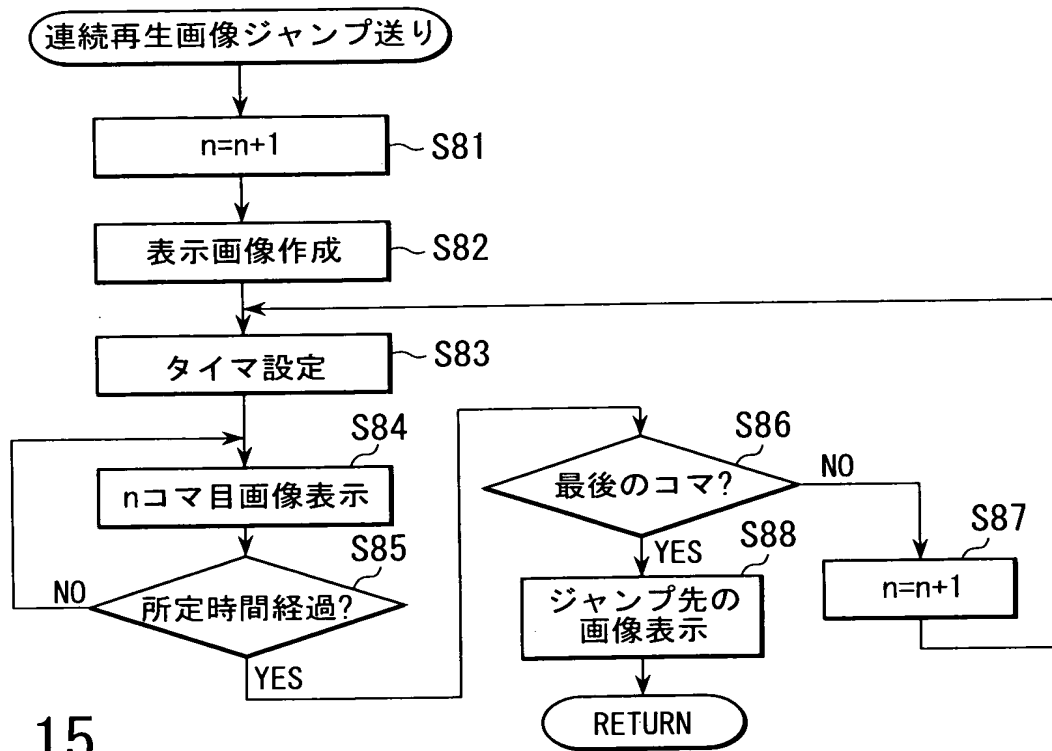 連続再生画像ジャンプ送り
n=n+1
S81
表示画像作成
S82
タイマ設定
S83
S84
nコマ目画像表示
S85
所定時間経過?
NO
YES
S86
最後のコマ?
NO
YES
S87
n=n+1
S88
ジャンプ先の
画像表示
RETURN
15